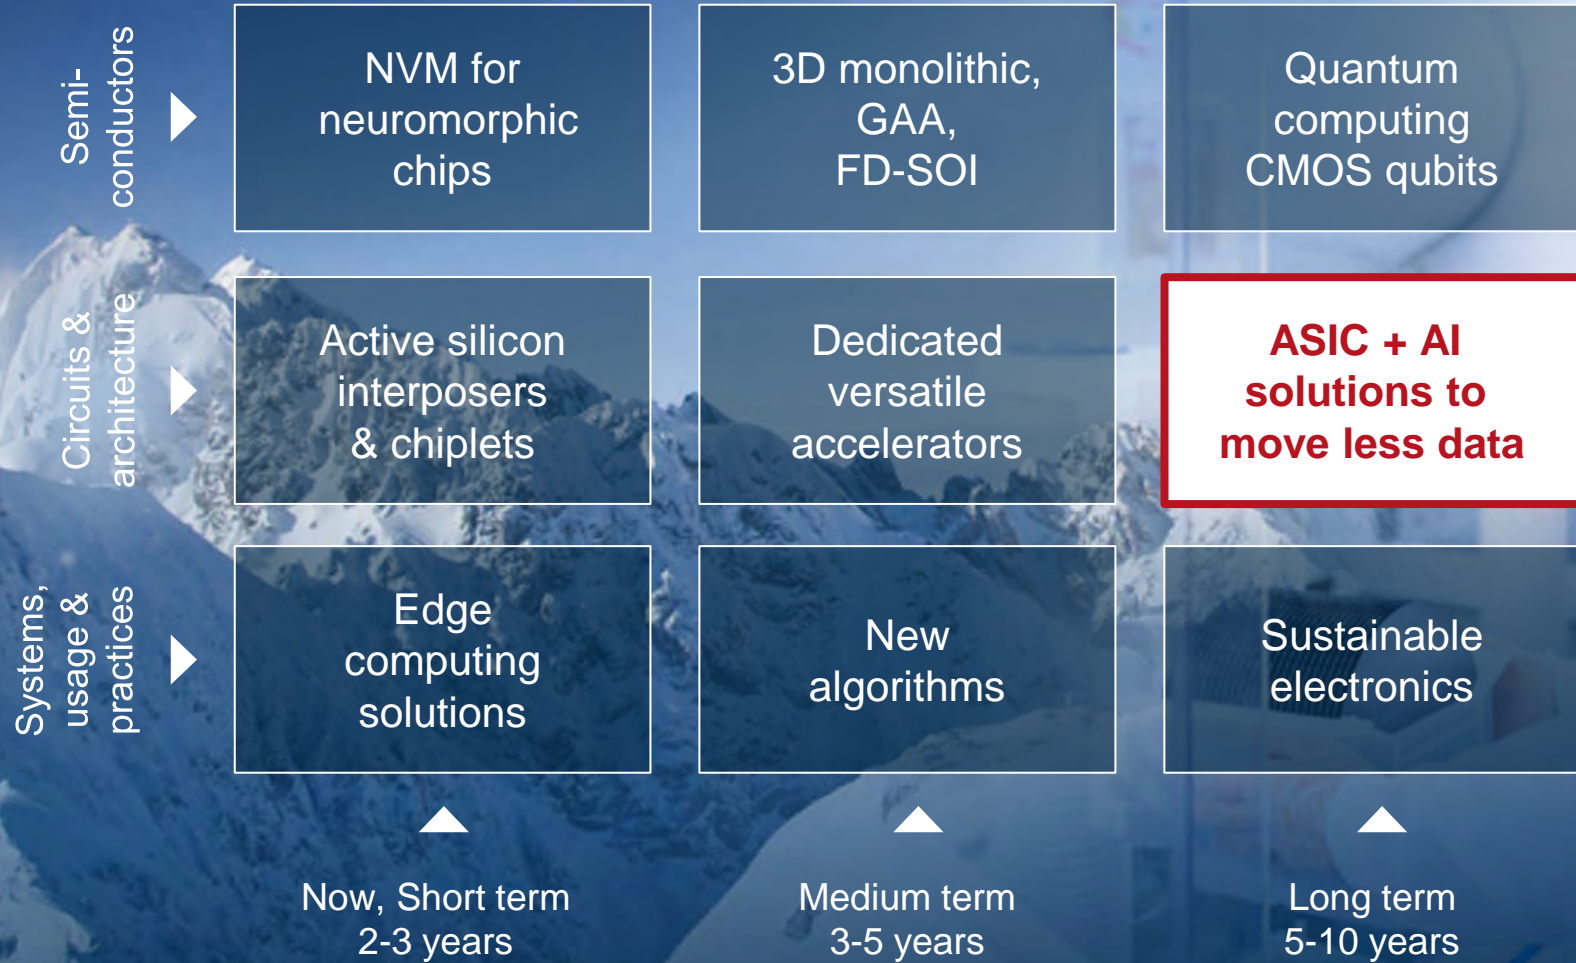 Semi-
conductors
NVM for
neuromorphic
chips
3D monolithic,
GAA,
FD-SOI
Quantum
computing
CMOS qubits
Circuits &
architecture
Active silicon
interposers
& chiplets
Dedicated
versatile
accelerators
ASIC + AI
solutions to
move less data
Systems,
usage &
practices
Edge
computing
solutions
New
algorithms
Sustainable
electronics
Now, Short term
2-3 years
Medium term
3-5 years
Long term
5-10 years